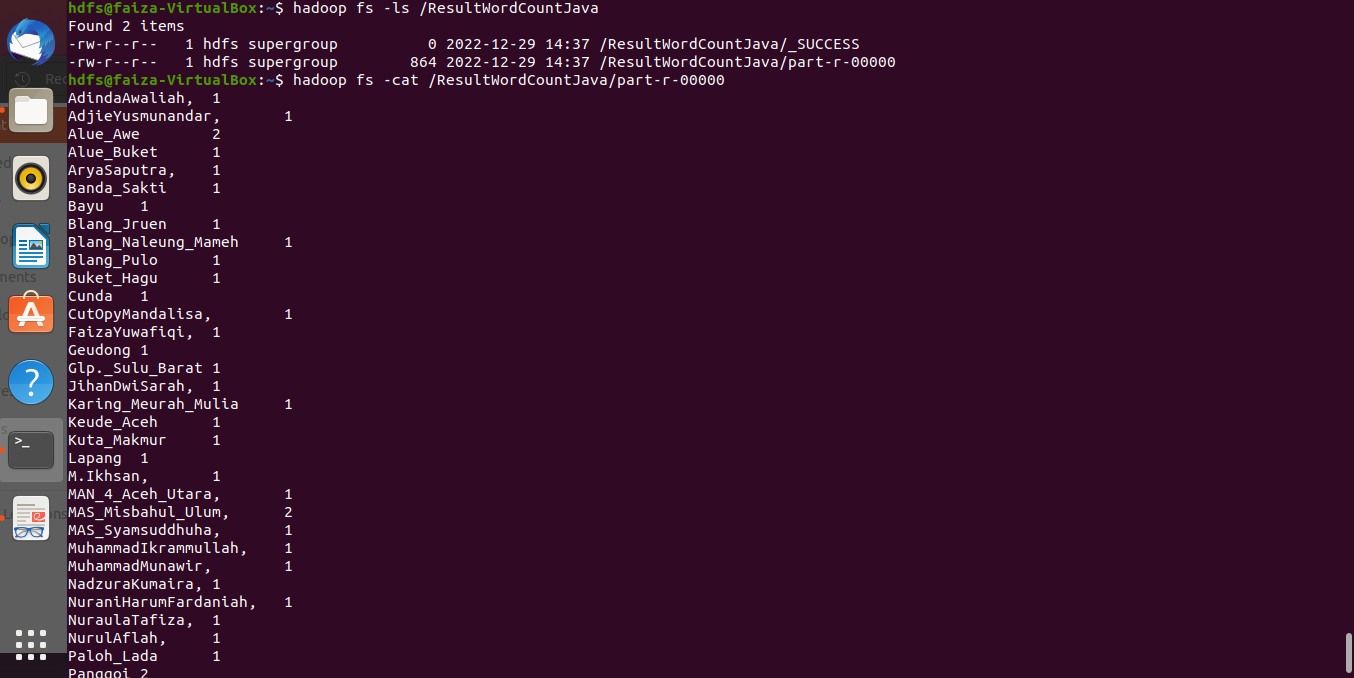 hdfs@faiza-VirtualBox:~$ hadoop fs -ls /ResultWordCountJava
Found 2 items
-rw-r--r--   1 hdfs supergroup          0 2022-12-29 14:37 /ResultWordCountJava/_SUCCESS
-rw-r--r--   1 hdfs supergroup        864 2022-12-29 14:37 /ResultWordCountJava/part-r-00000
hdfs@faiza-VirtualBox:~$ hadoop fs -cat /ResultWordCountJava/part-r-00000
AdindaAwaliah,  1
AdjieYusmunandar,       1
Alue_Awe        2
Alue_Buket      1
AryaSaputra,    1
Banda_Sakti     1
Bayu    1
Blang_Jruen     1
Blang_Naleung_Mameh     1
Blang_Pulo      1
Buket_Hagu      1
Cunda   1
CutOpyMandalisa,        1
FaizaYuwafiqi,  1
Geudong 1
Glp._Sulu_Barat 1
JihanDwiSarah,  1
Karing_Meurah_Mulia     1
Keude_Aceh      1
Kuta_Makmur     1
Lapang  1
M.Ikhsan,       1
MAN_4_Aceh_Utara,       1
MAS_Misbahul_Ulum,      2
MAS_Syamsuddhuha,       1
MuhammadIkrammullah,    1
MuhammadMunawir,        1
NadzuraKumaira, 1
NuraniHarumFardaniah,   1
NuraulaTafiza,  1
NurulAflah,     1
Paloh_Lada      1
Panggoi 2